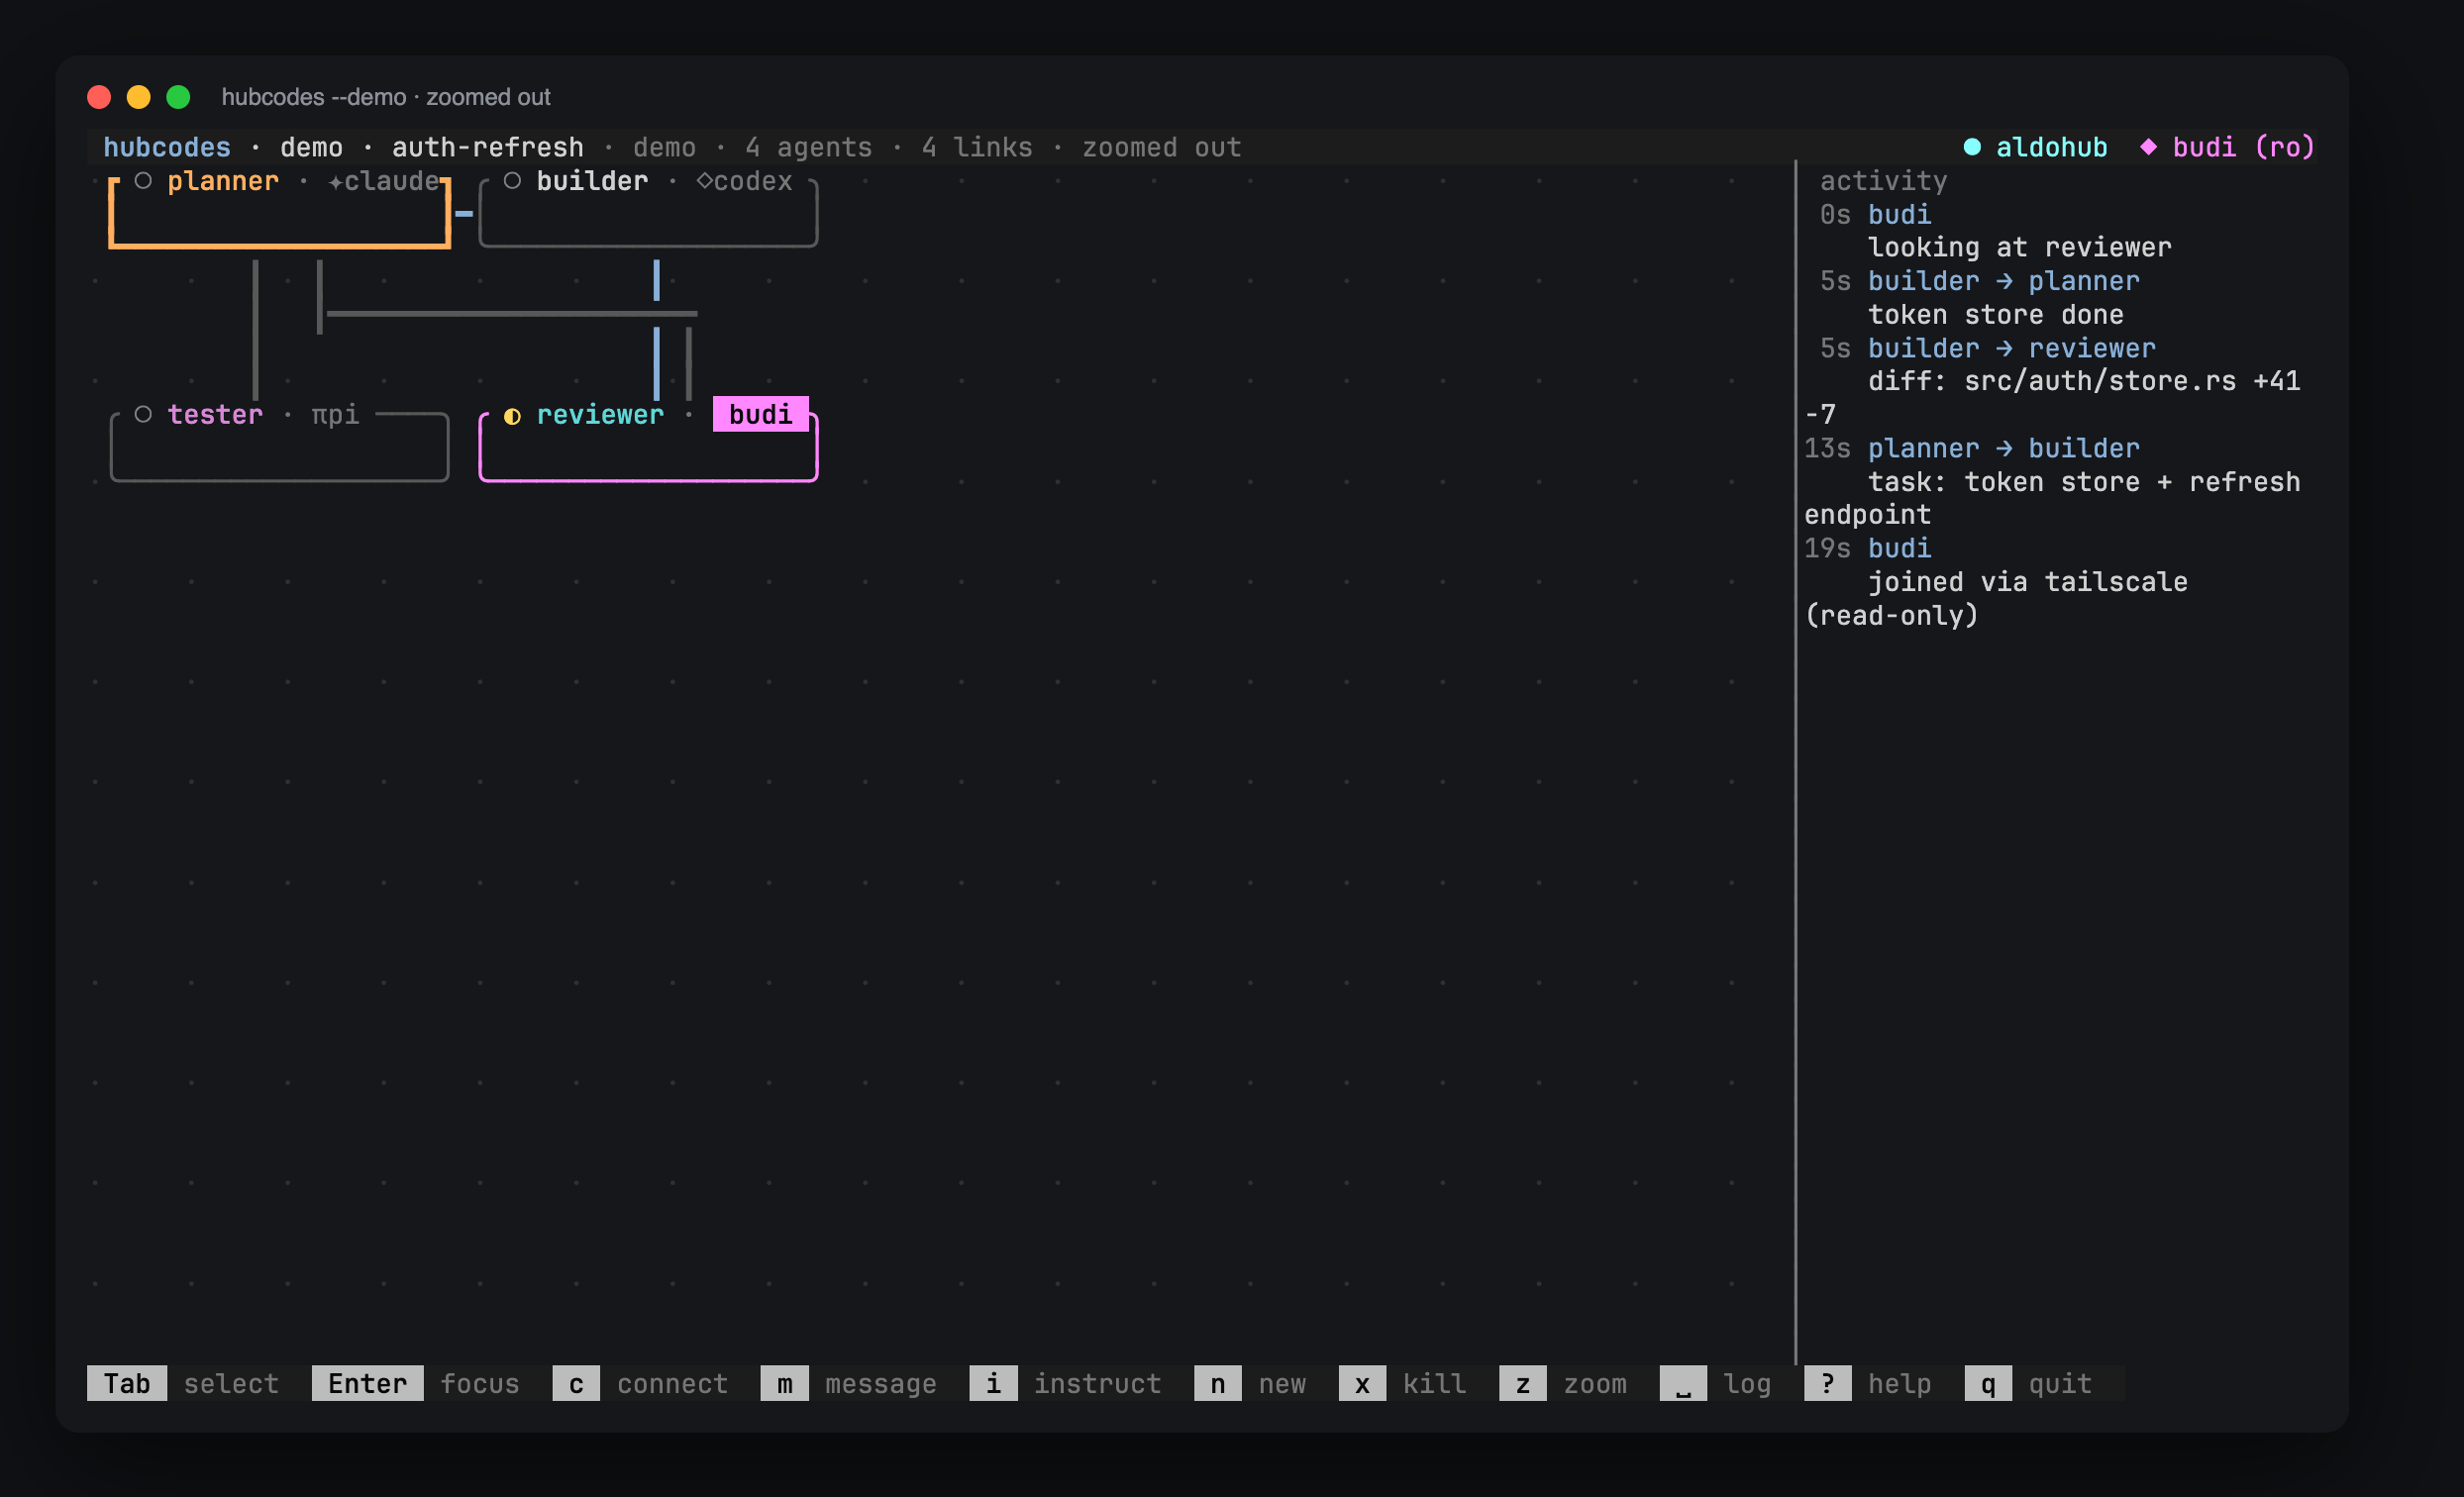 hubcodes --demo · zoomed out
hubcodes · demo · auth-refresh · demo · 4 agents · 4 links · zoomed out ● aldohub ◆ budi (ro)
○ planner · ✦claude ○ builder · ◇codex
○ tester · πpi ◐ reviewer · budi
activity
0s budi
looking at reviewer
5s builder → planner
token store done
5s builder → reviewer
diff: src/auth/store.rs +41
-7
13s planner → builder
task: token store + refresh
endpoint
19s budi
joined via tailscale
(read-only)
Tab select Enter focus c connect m message i instruct n new x kill z zoom ␣ log ? help q quit